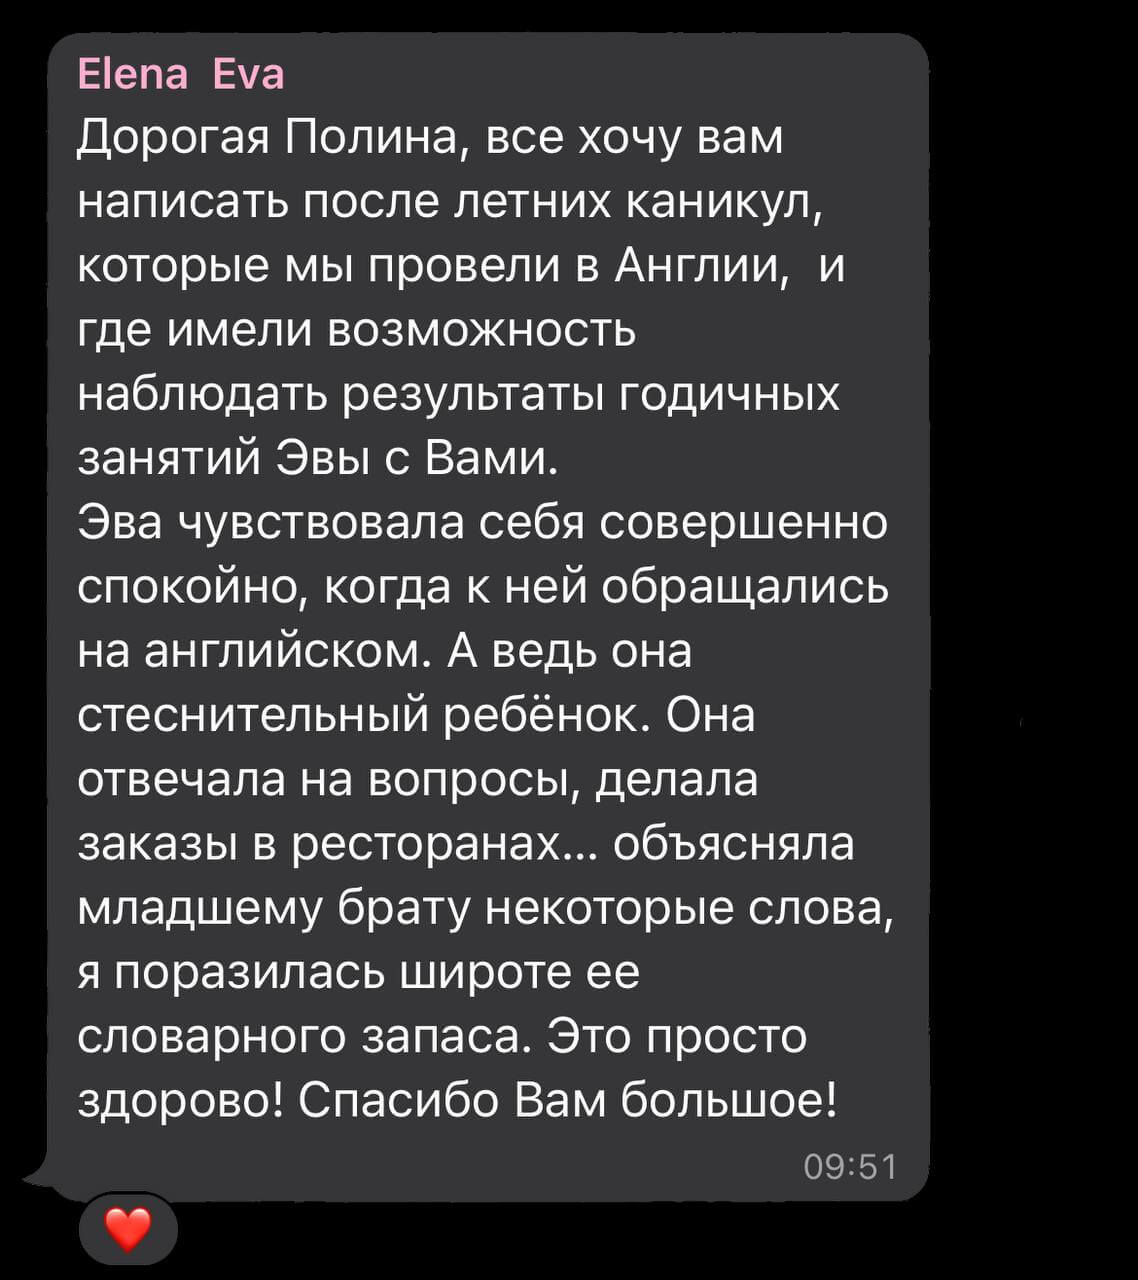 Elena Eva
Дорогая Полина, все хочу вам
написать после летних каникул,
которые мы провели в Англии,  и
где имели возможность
наблюдать результаты годичных
занятий Эвы с Вами.
Эва чувствовала себя совершенно
спокойно, когда к ней обращались
на английском. А ведь она
стеснительный ребёнок. Она
отвечала на вопросы, делала
заказы в ресторанах... объясняла
младшему брату некоторые слова,
я поразилась широте ее
словарного запаса. Это просто
здорово! Спасибо Вам большое!
09:51